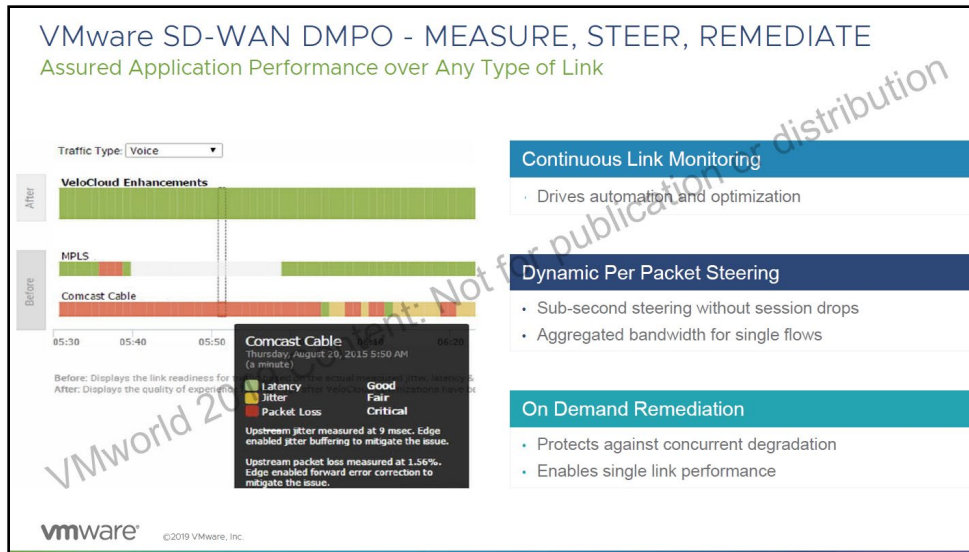 VMware SD-WAN DMPO - MEASURE, STEER, REMEDIATE
Assured Application Performance over Any Type of Link
Traffic Type: Voice
After
VeloCloud Enhancements
Before
MPLS
Comcast Cable
05:30 05:40 05:50 06:10 06:20
Comcast Cable
Thursday, August 20, 2015 5:50 AM
(a minute)
Latency Good
Jitter Fair
Packet Loss Critical
Upstream jitter measured at 9 msec. Edge
enabled jitter buffering to mitigate the issue.
Upstream packet loss measured at 1.56%.
Edge enabled forward error correction to
mitigate the issue.
Before: Displays the link readiness for
After: Displays the quality of
Continuous Link Monitoring
· Drives automation and optimization
Dynamic Per Packet Steering
• Sub-second steering without session drops
• Aggregated bandwidth for single flows
On Demand Remediation
• Protects against concurrent degradation
• Enables single link performance
VMworld 2019 Content: Not for publication or distribution
vmware® ©2019 VMware, Inc.